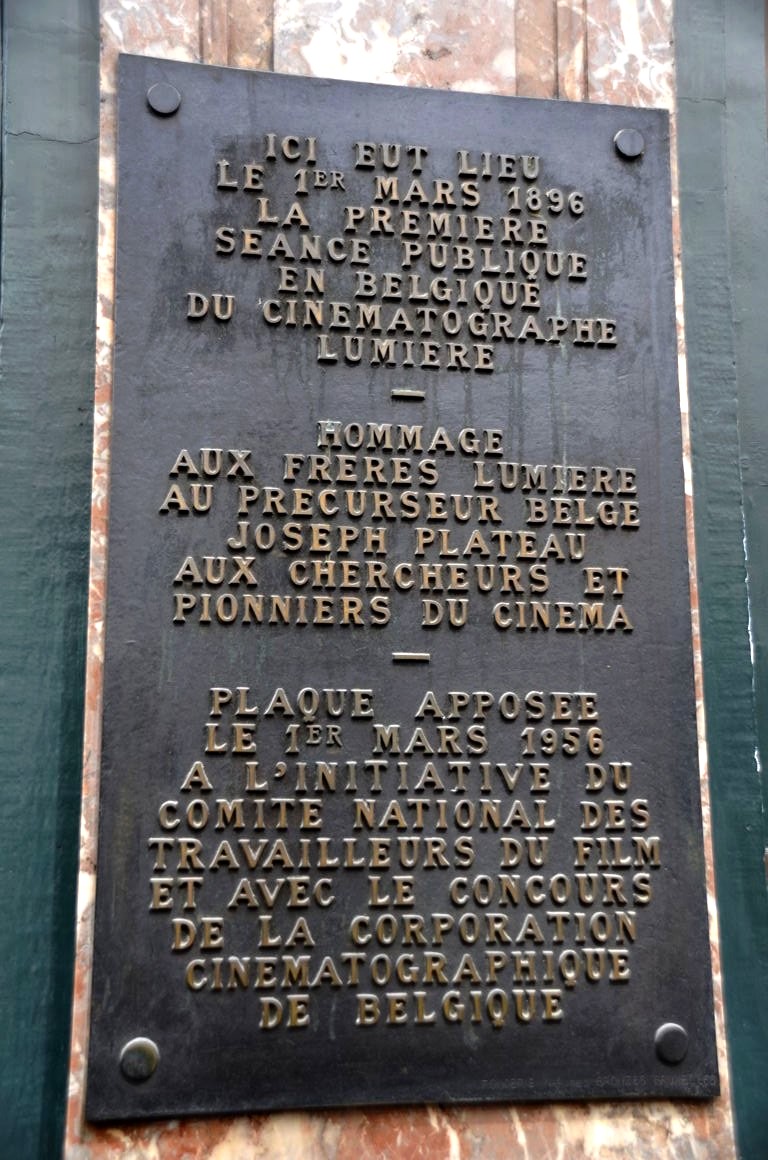 ICI EUT LIEU
LE 1ER MARS 1896
LA PREMIERE
SEANCE PUBLIQUE
EN BELGIQUE
DU CINEMATOGRAPHE
LUMIERE
HOMMAGE
AUX FRERES LUMIERE
AU PRECURSEUR BELGE
JOSEPH PLATEAU
AUX CHERCHEURS ET
PIONNIERS DU CINEMA
PLAQUE APPOSEE
LE 1ER MARS 1956
A L'INITIATIVE DU
COMITE NATIONAL DES
TRAVAILLEURS DU FILM
ET AVEC LE CONCOURS
DE LA CORPORATION
CINEMATOGRAPHIQUE
DE BELGIQUE
FONDERIE BRONZES